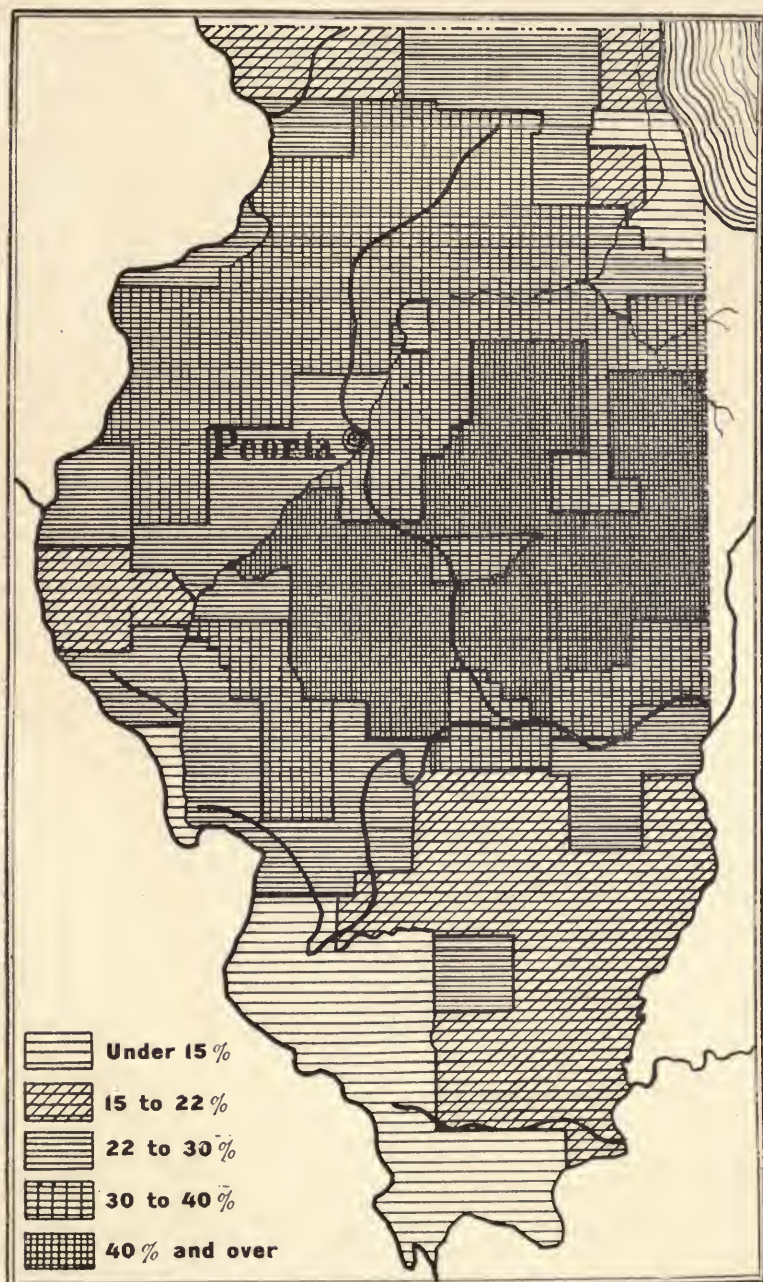 Peoria
Under 15%
15 to 22%
22 to 30%
30 to 40%
40% and over